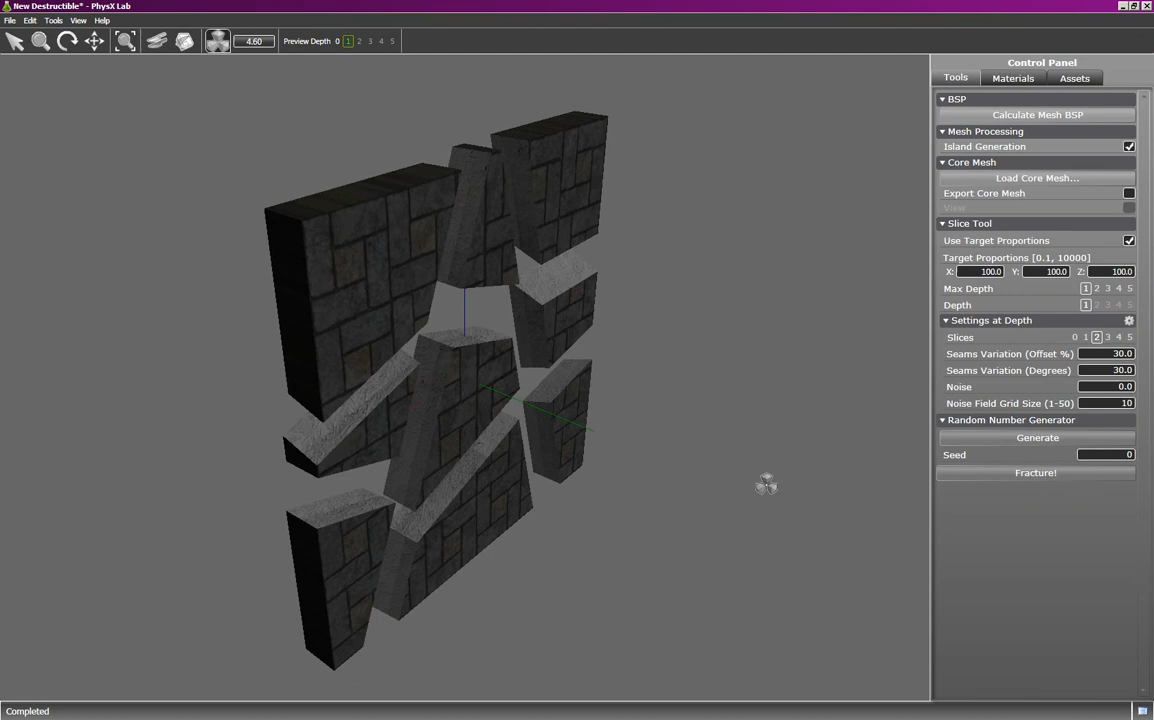 New Destructible* - PhysX Lab
File Edit Tools View Help
4.60 Preview Depth 0 1 2 3 4 5
Control Panel
Tools Materials Assets
BSP
Calculate Mesh BSP
Mesh Processing
Island Generation
Core Mesh
Load Core Mesh...
Export Core Mesh
View
Slice Tool
Use Target Proportions
Target Proportions [0.1, 10000]
X: 100.0 Y: 100.0 Z: 100.0
Max Depth 1 2 3 4 5
Depth 1 2 3 4 5
Settings at Depth
Slices 0 1 2 3 4 5
Seams Variation (Offset %) 30.0
Seams Variation (Degrees) 30.0
Noise 0.0
Noise Field Grid Size (1-50) 10
Random Number Generator
Generate
Seed 0
Fracture!
Completed